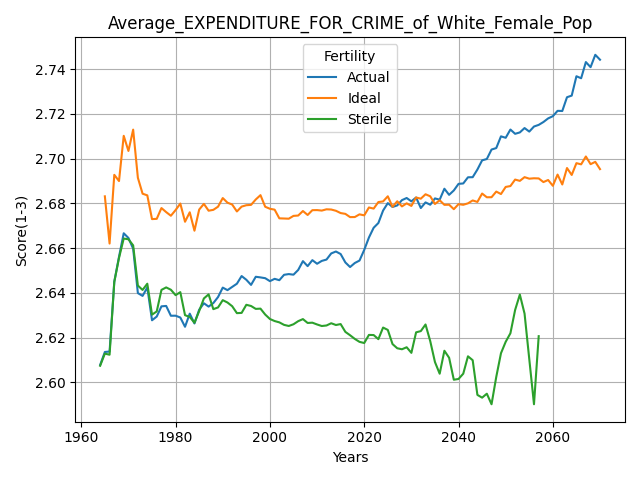 Average_EXPENDITURE_FOR_CRIME_of_White_Female_Pop
Fertility
Actual
Ideal
Sterile
Score(1-3)
2.74
2.72
2.70
2.68
2.66
2.64
2.62
2.60
1960 1980 2000 2020 2040 2060
Years